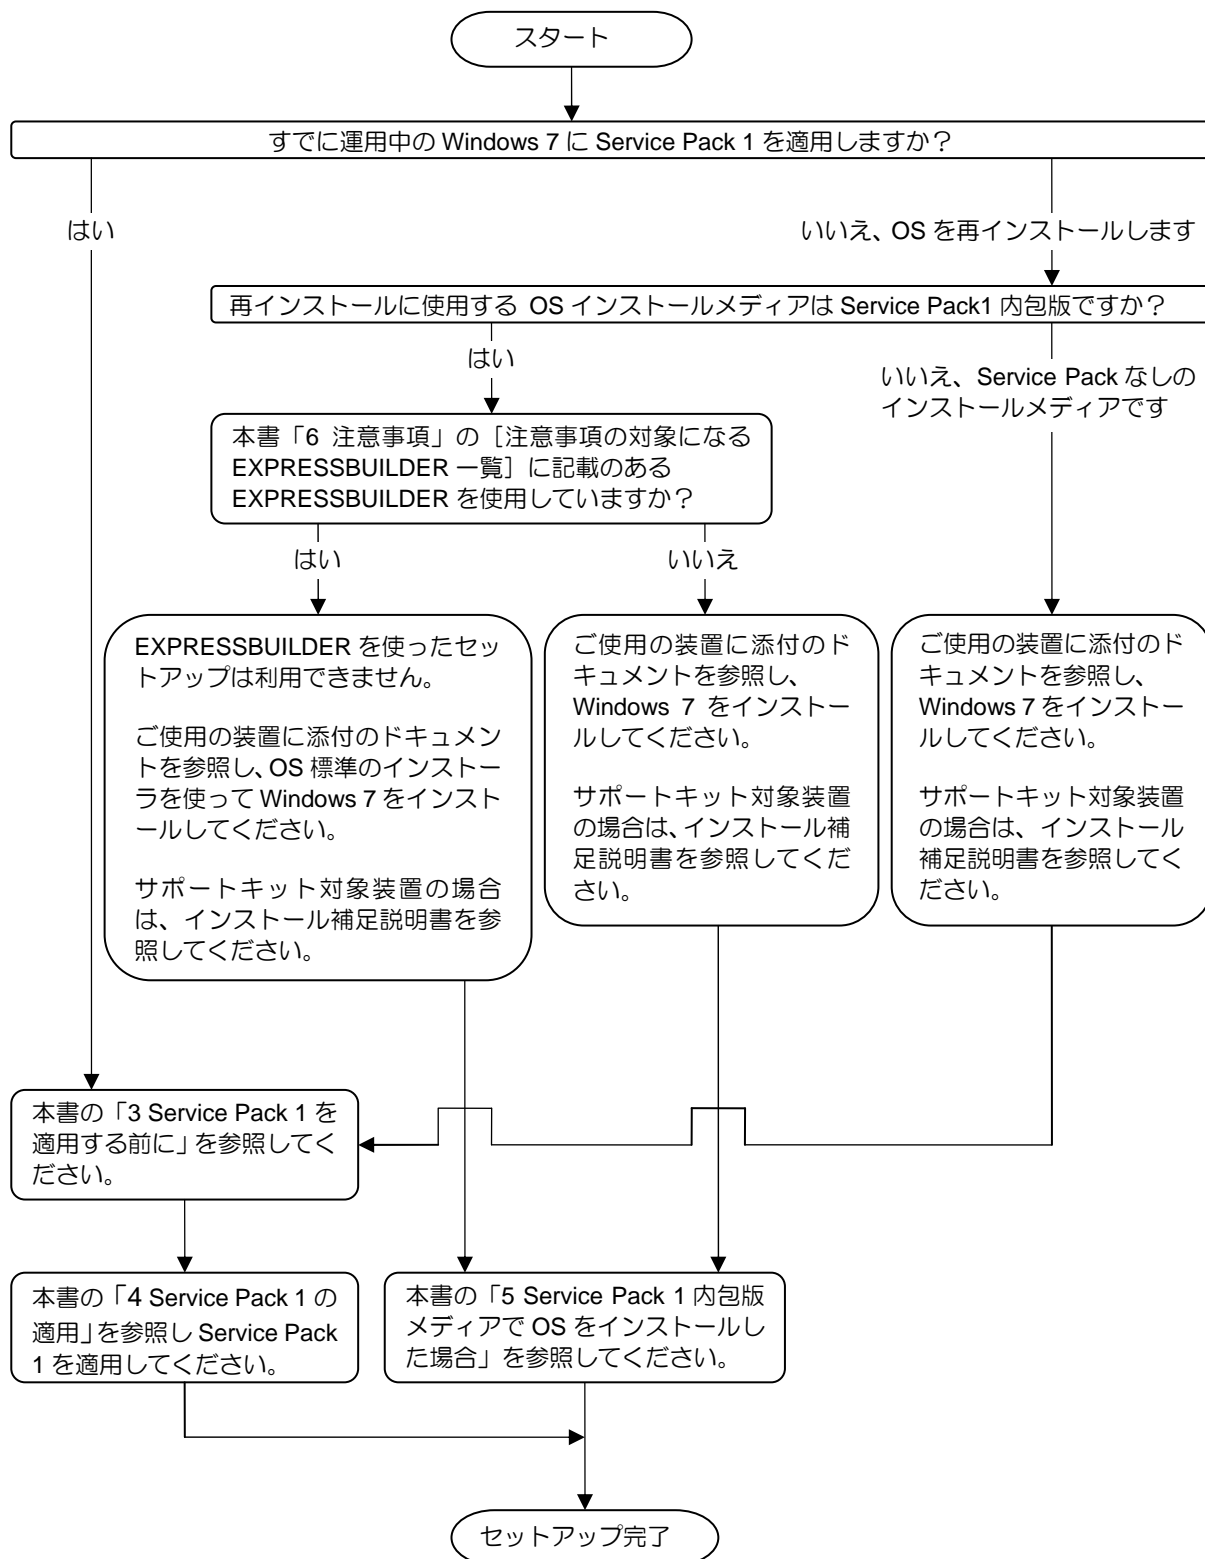 スタート
すでに運用中の Windows 7 に Service Pack 1 を適用しますか？
はい
いいえ、OS を再インストールします
再インストールに使用する OS インストールメディアは Service Pack1 内包版ですか？
はい
いいえ、Service Pack なしの
インストールメディアです
本書「6 注意事項」の［注意事項の対象になる
EXPRESSBUILDER 一覧］に記載のある
EXPRESSBUILDER を使用していますか？
はい
いいえ
EXPRESSBUILDER を使ったセッ
トアップは利用できません。
ご使用の装置に添付のドキュメン
トを参照し、OS 標準のインストー
ラを使って Windows 7 をインスト
ールしてください。
サポートキット対象装置の場合
は、インストール補足説明書を参
照してください。
ご使用の装置に添付のド
キュメントを参照し、
Windows 7 をインストー
ルしてください。
サポートキット対象装置
の場合は、インストール補
足説明書を参照してくだ
さい。
ご使用の装置に添付のド
キュメントを参照し、
Windows 7 をインストー
ルしてください。
サポートキット対象装置
の場合は、インストール
補足説明書を参照してく
ださい。
本書の「3 Service Pack 1 を
適用する前に」を参照してく
ださい。
本書の「4 Service Pack 1 の
適用」を参照し Service Pack
1 を適用してください。
本書の「5 Service Pack 1 内包版
メディアで OS をインストールし
た場合」を参照してください。
セットアップ完了